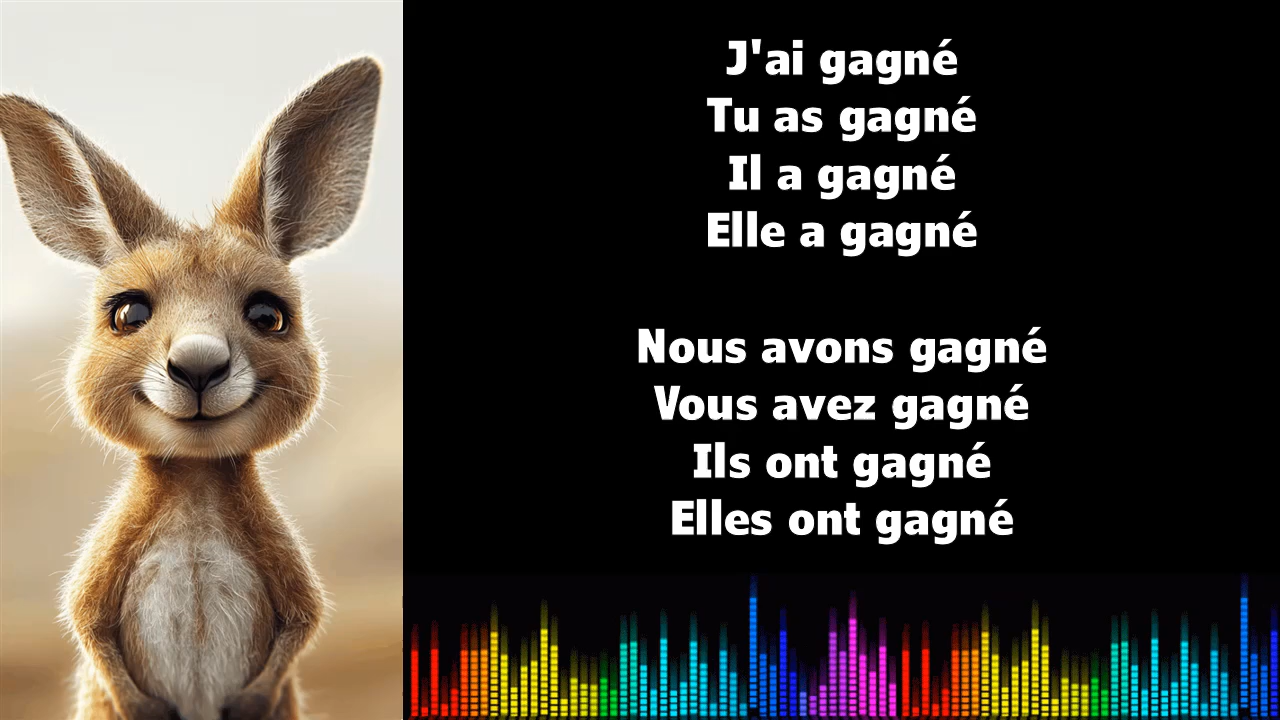 J'ai gagné
Tu as gagné
Il a gagné
Elle a gagné
Nous avons gagné
Vous avez gagné
Ils ont gagné
Elles ont gagné